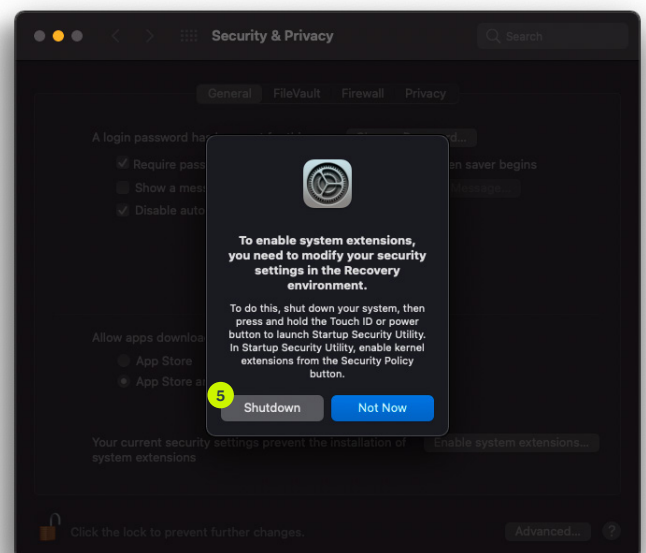 Security & Privacy
Search
General FileVault Firewall Privacy
A login password has
Require pass
en saver begins
Show a mes
Message...
Disable auto
To enable system extensions,
you need to modify your security
settings in the Recovery
environment.
To do this, shut down your system, then
press and hold the Touch ID or power
button to launch Startup Security Utility.
In Startup Security Utility, enable kernel
extensions from the Security Policy
button.
Allow apps downloa
App Store
App Store a
5
Shutdown Not Now
Your current security settings prevent the installation of
system extensions
Enable system extensions...
Click the lock to prevent further changes.
Advanced... ?